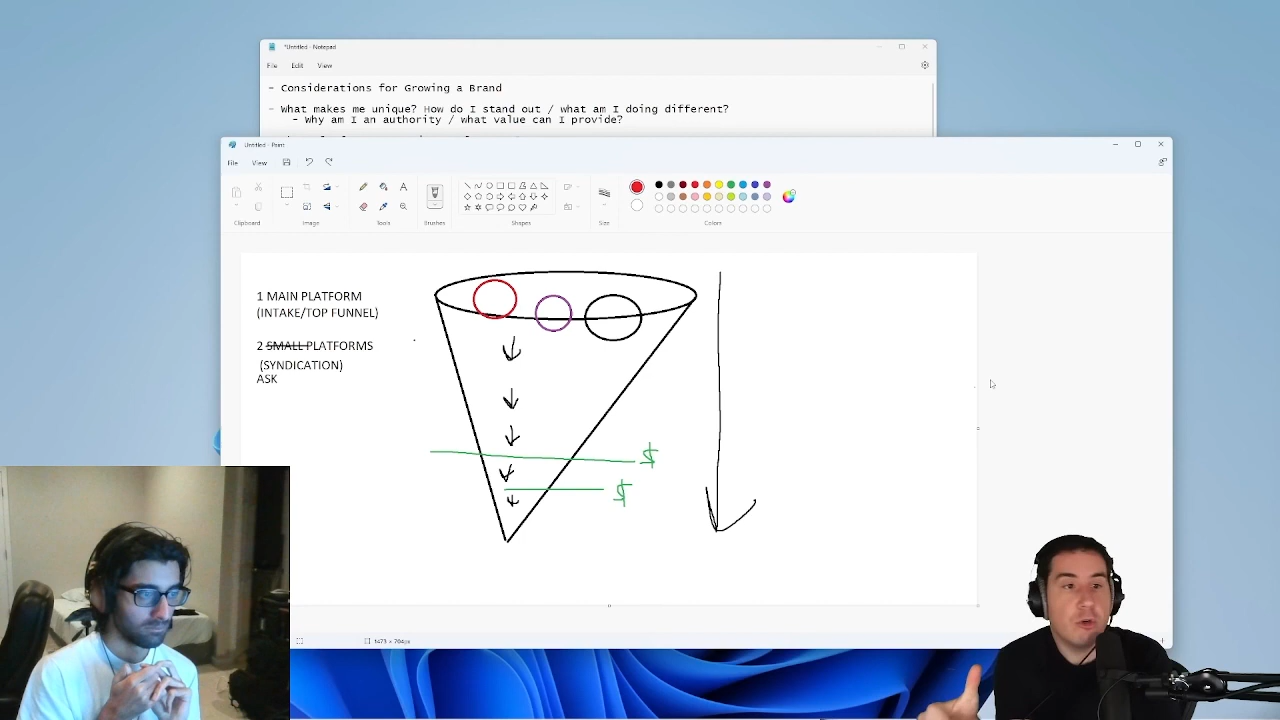 *Untitled - Notepad
File Edit View
- Considerations for Growing a Brand
- What makes me unique? How do I stand out / what am I doing different?
- Why am I an authority / what value can I provide?
Untitled - Paint
File View
Clipboard Image Tools Brushes Shapes Size Colors
1 MAIN PLATFORM
(INTAKE/TOP FUNNEL)
2 SMALL PLATFORMS
(SYNDICATION)
ASK
$
$
1473 × 704px